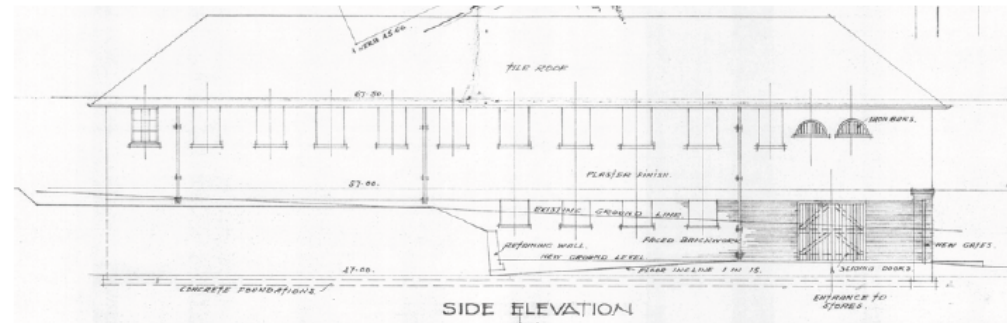 TILE ROOF
67-50.
IRON BARS.
PLASTER FINISH.
57-00.
EXISTING GROUND LINE.
RETAINING WALL.
FACED BRICKWORK
NEW GATES.
NEW GROUND LEVEL
FLOOR INCLINE 1 IN 15.
SLIDING DOORS.
47-00.
CONCRETE FOUNDATIONS.
SIDE ELEVATION
ENTRANCE TO
STORES.